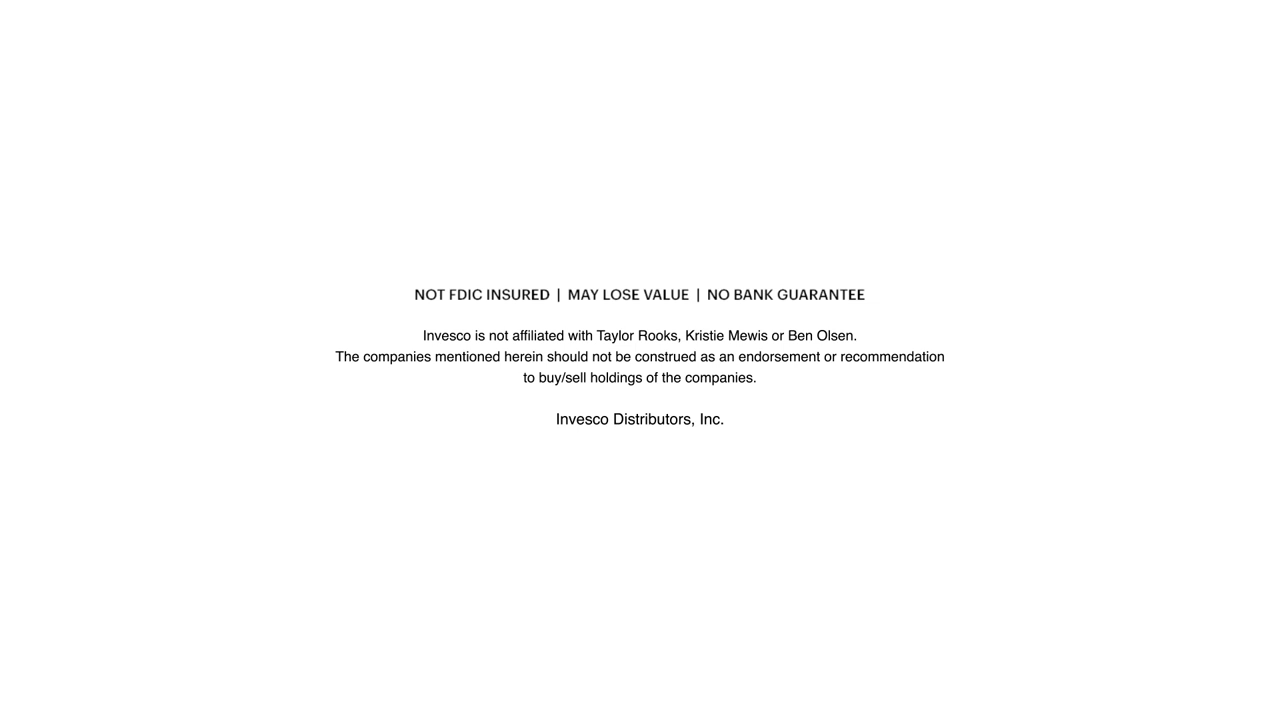 NOT FDIC INSURED | MAY LOSE VALUE | NO BANK GUARANTEE
Invesco is not affiliated with Taylor Rooks, Kristie Mewis or Ben Olsen.
The companies mentioned herein should not be construed as an endorsement or recommendation
to buy/sell holdings of the companies.
Invesco Distributors, Inc.